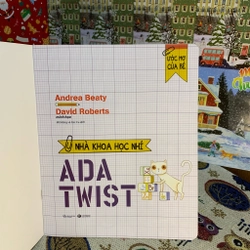 ƯỚC MƠ
CỦA BÉ
Andrea Beaty
David Roberts
NHÀ KHOA HỌC NHÍ
ADA
TWIST